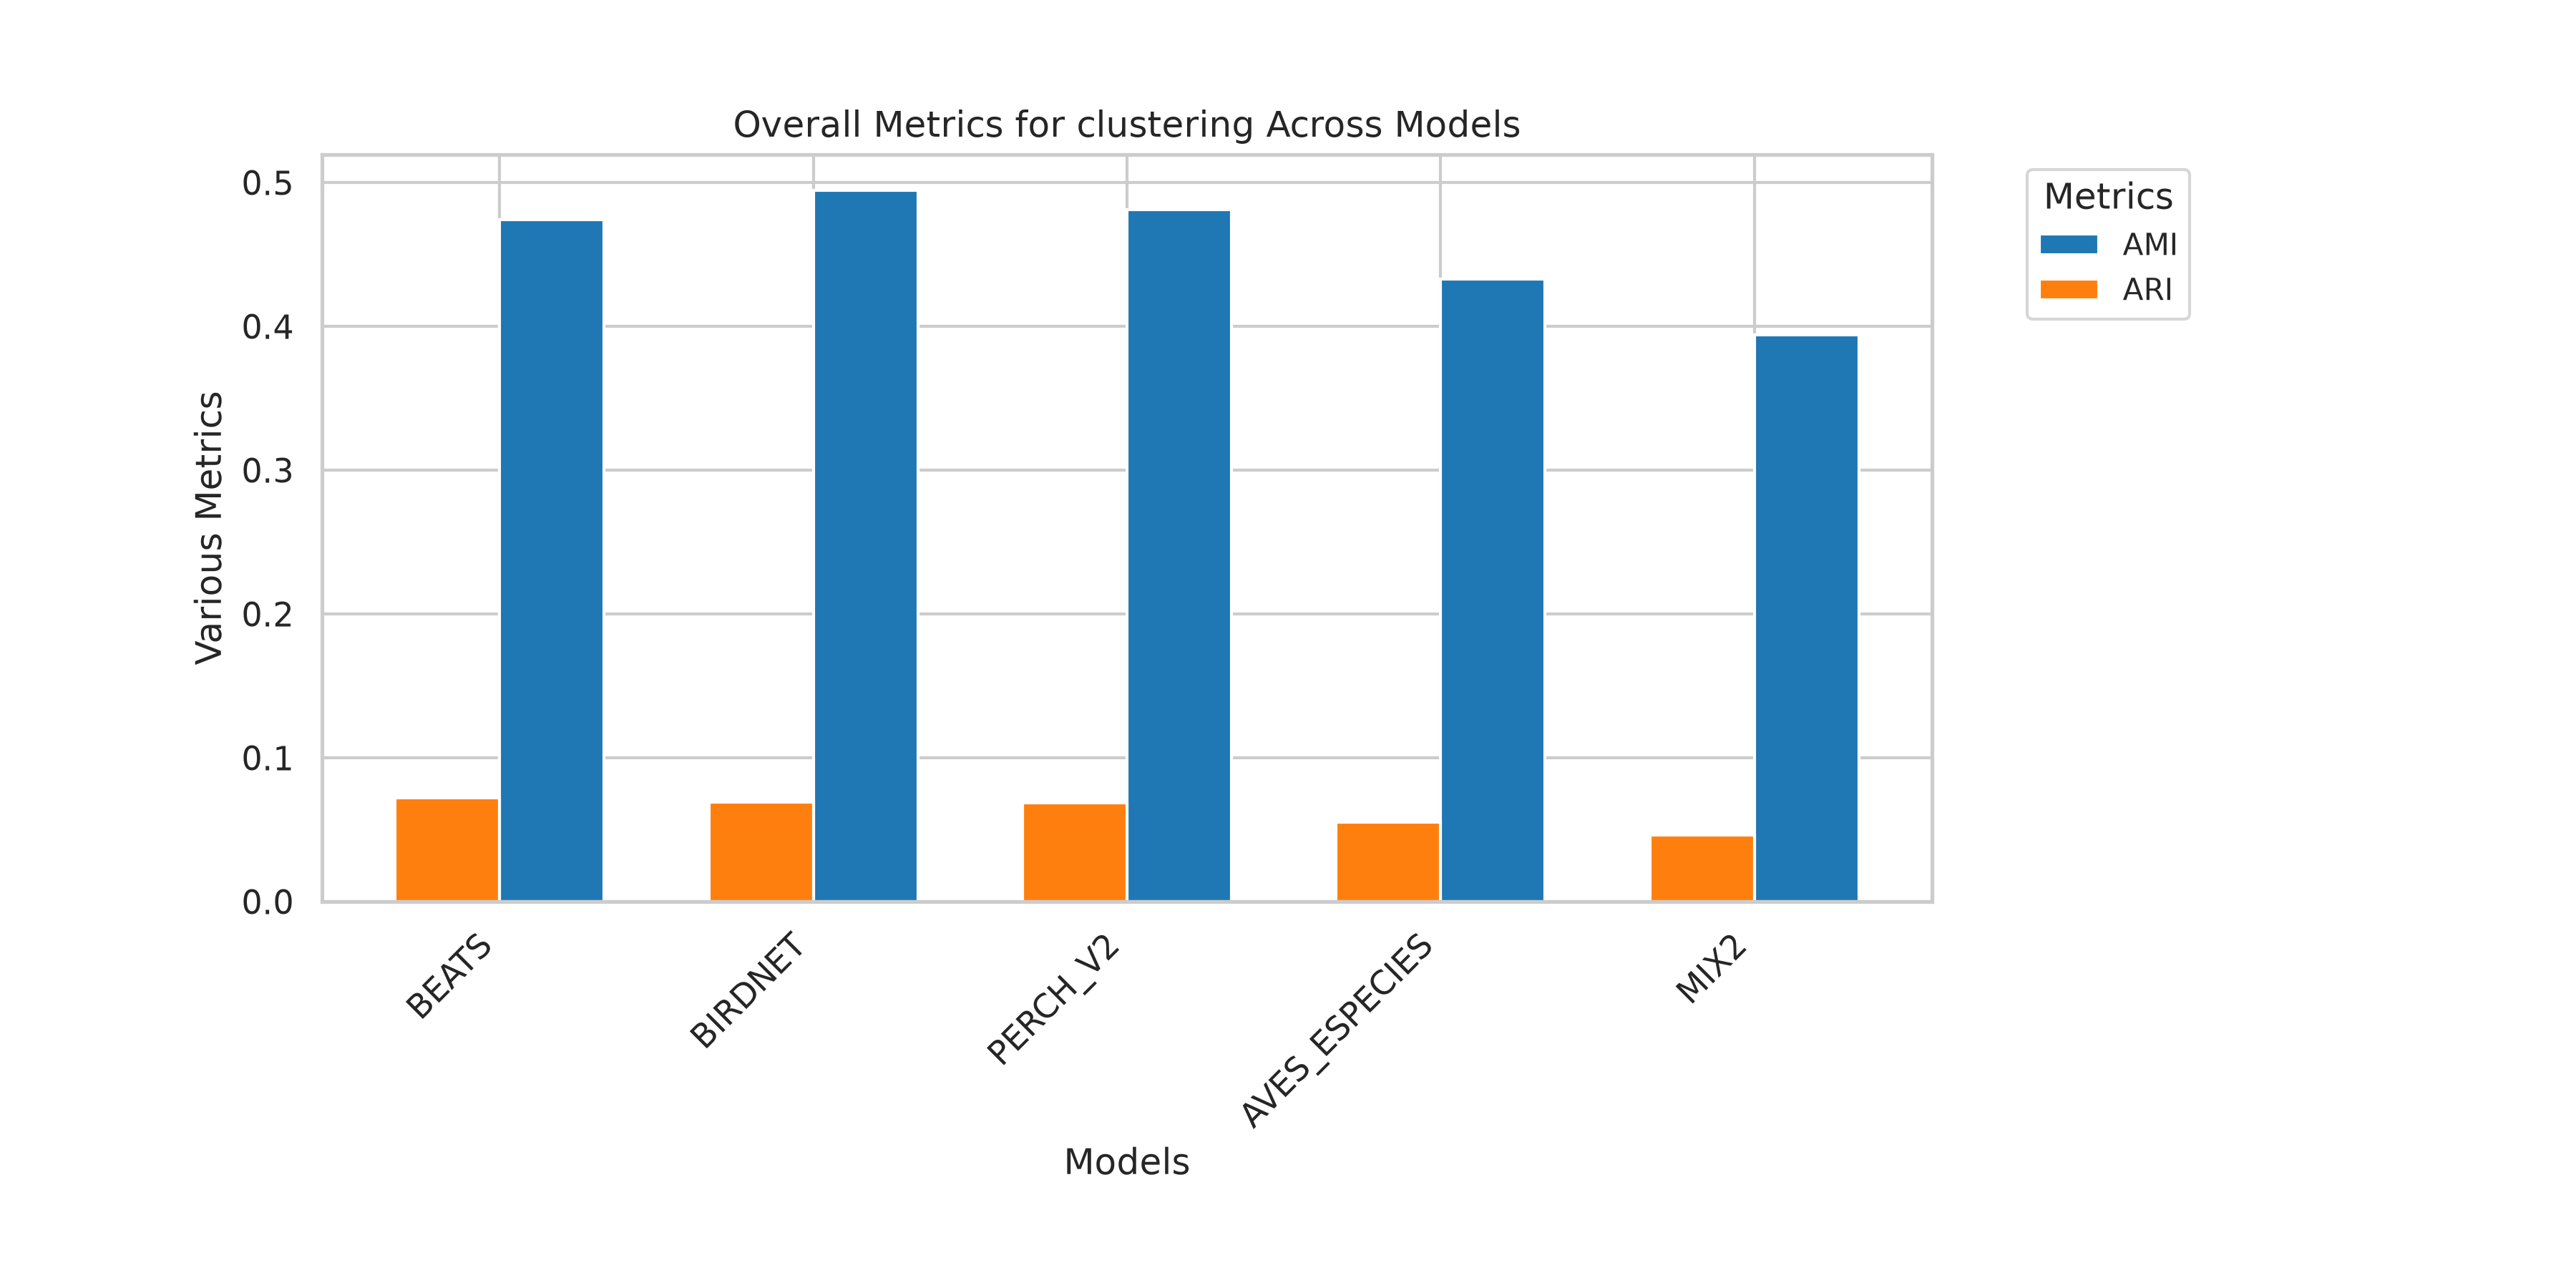 Overall Metrics for clustering Across Models
Various Metrics
0.5
0.4
0.3
0.2
0.1
0.0
BEATS
BIRDNET
PERCH_V2
AVES_ESPECIES
MIX2
Models
Metrics
AMI
ARI